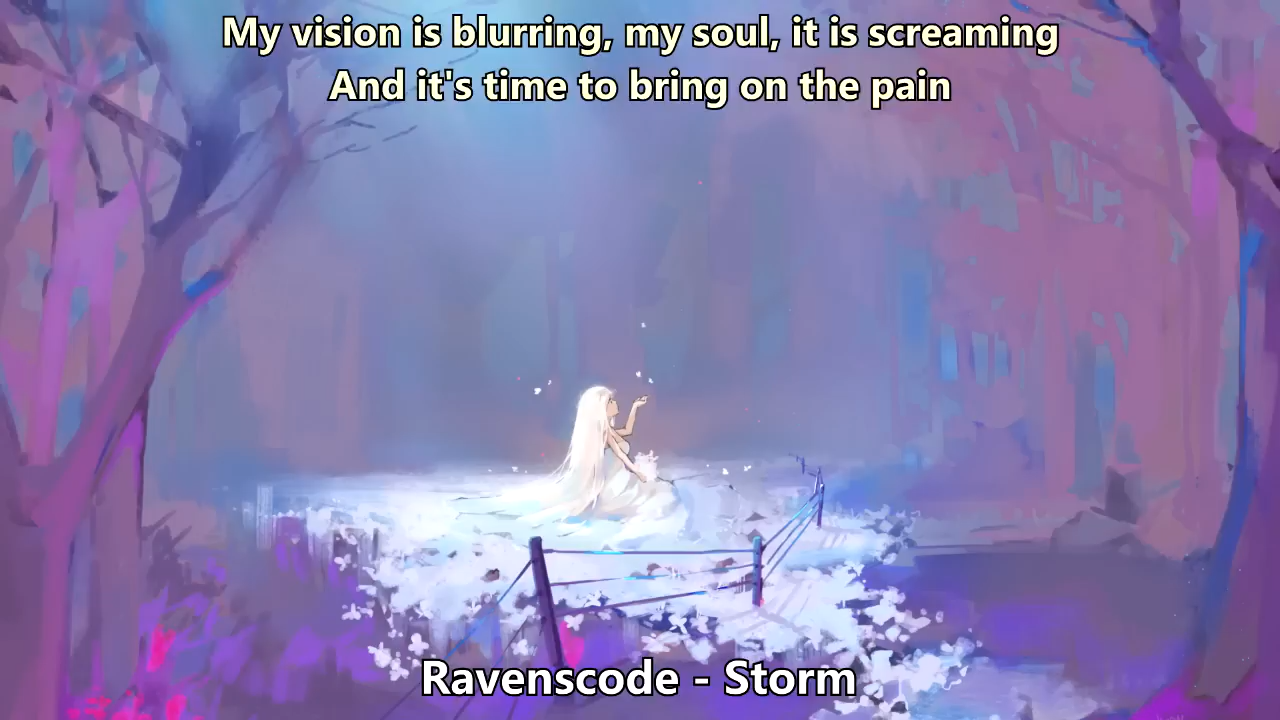 My vision is blurring, my soul, it is screaming
And it's time to bring on the pain
Ravenscode - Storm